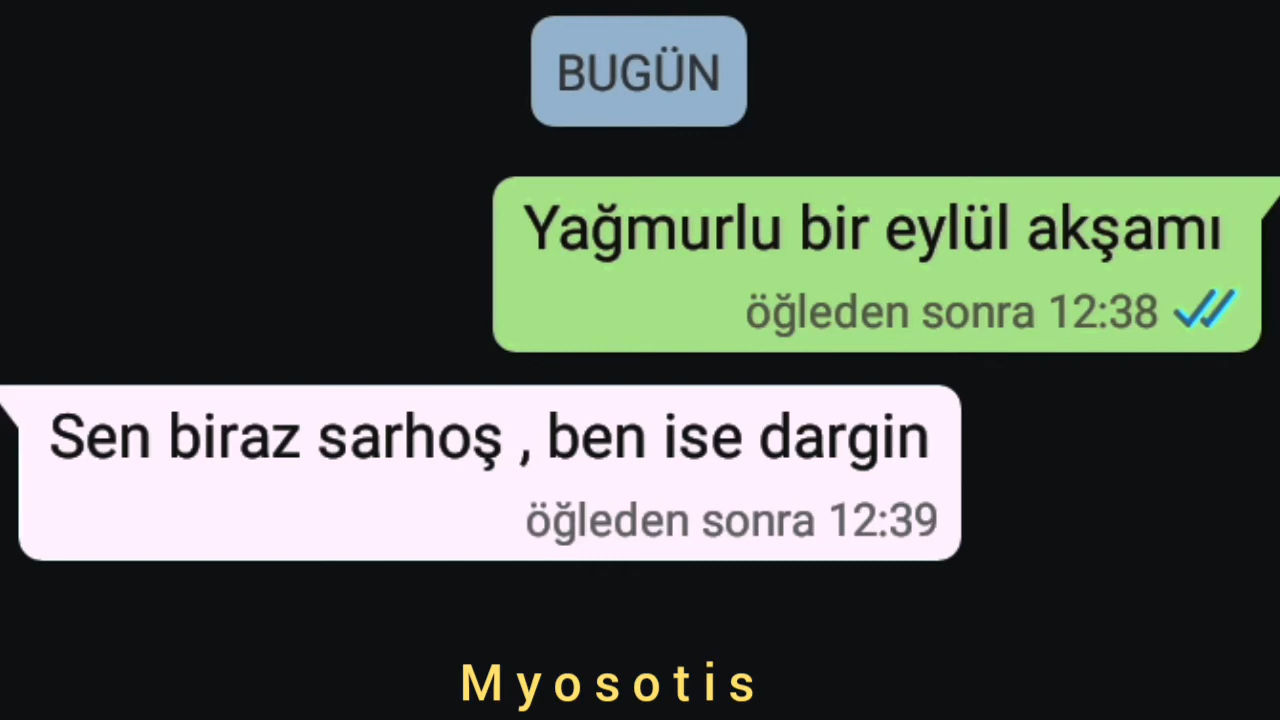 BUGÜN
Yağmurlu bir eylül akşamı
öğleden sonra 12:38
Sen biraz sarhoş , ben ise dargin
öğleden sonra 12:39
Myosotis